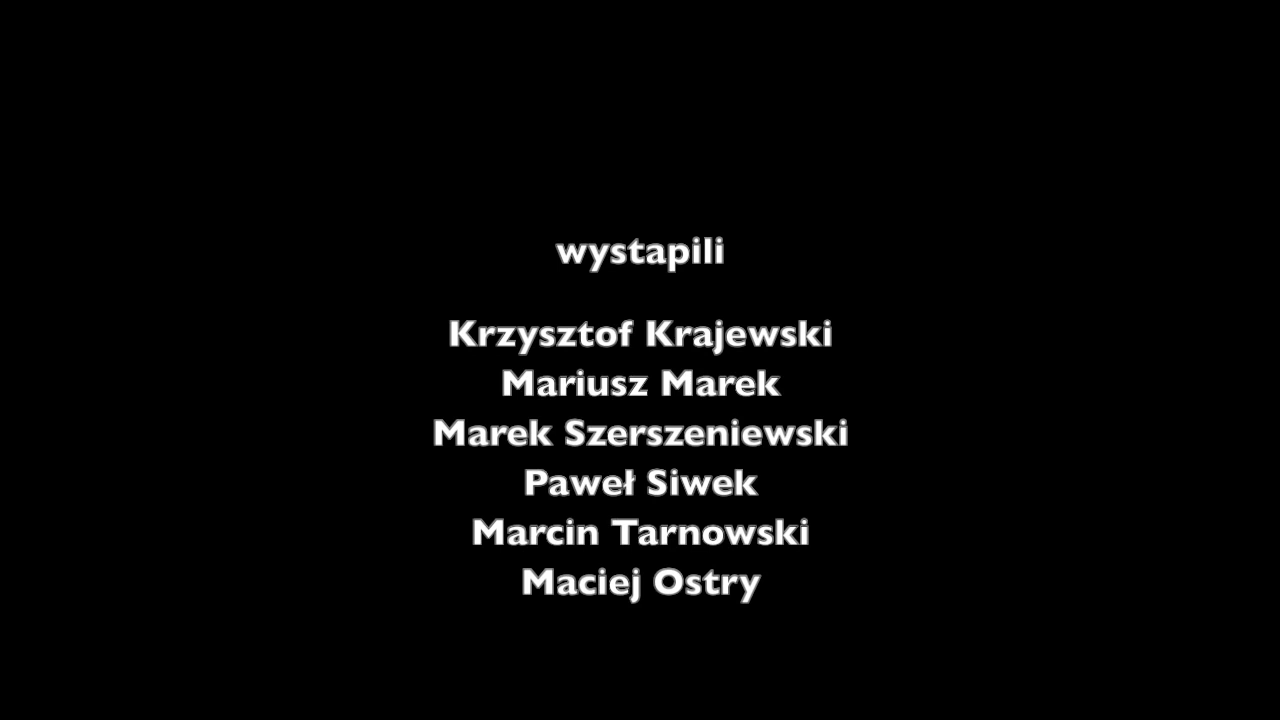 wystapili
Krzysztof Krajewski
Mariusz Marek
Marek Szerszeniewski
Paweł Siwek
Marcin Tarnowski
Maciej Ostry